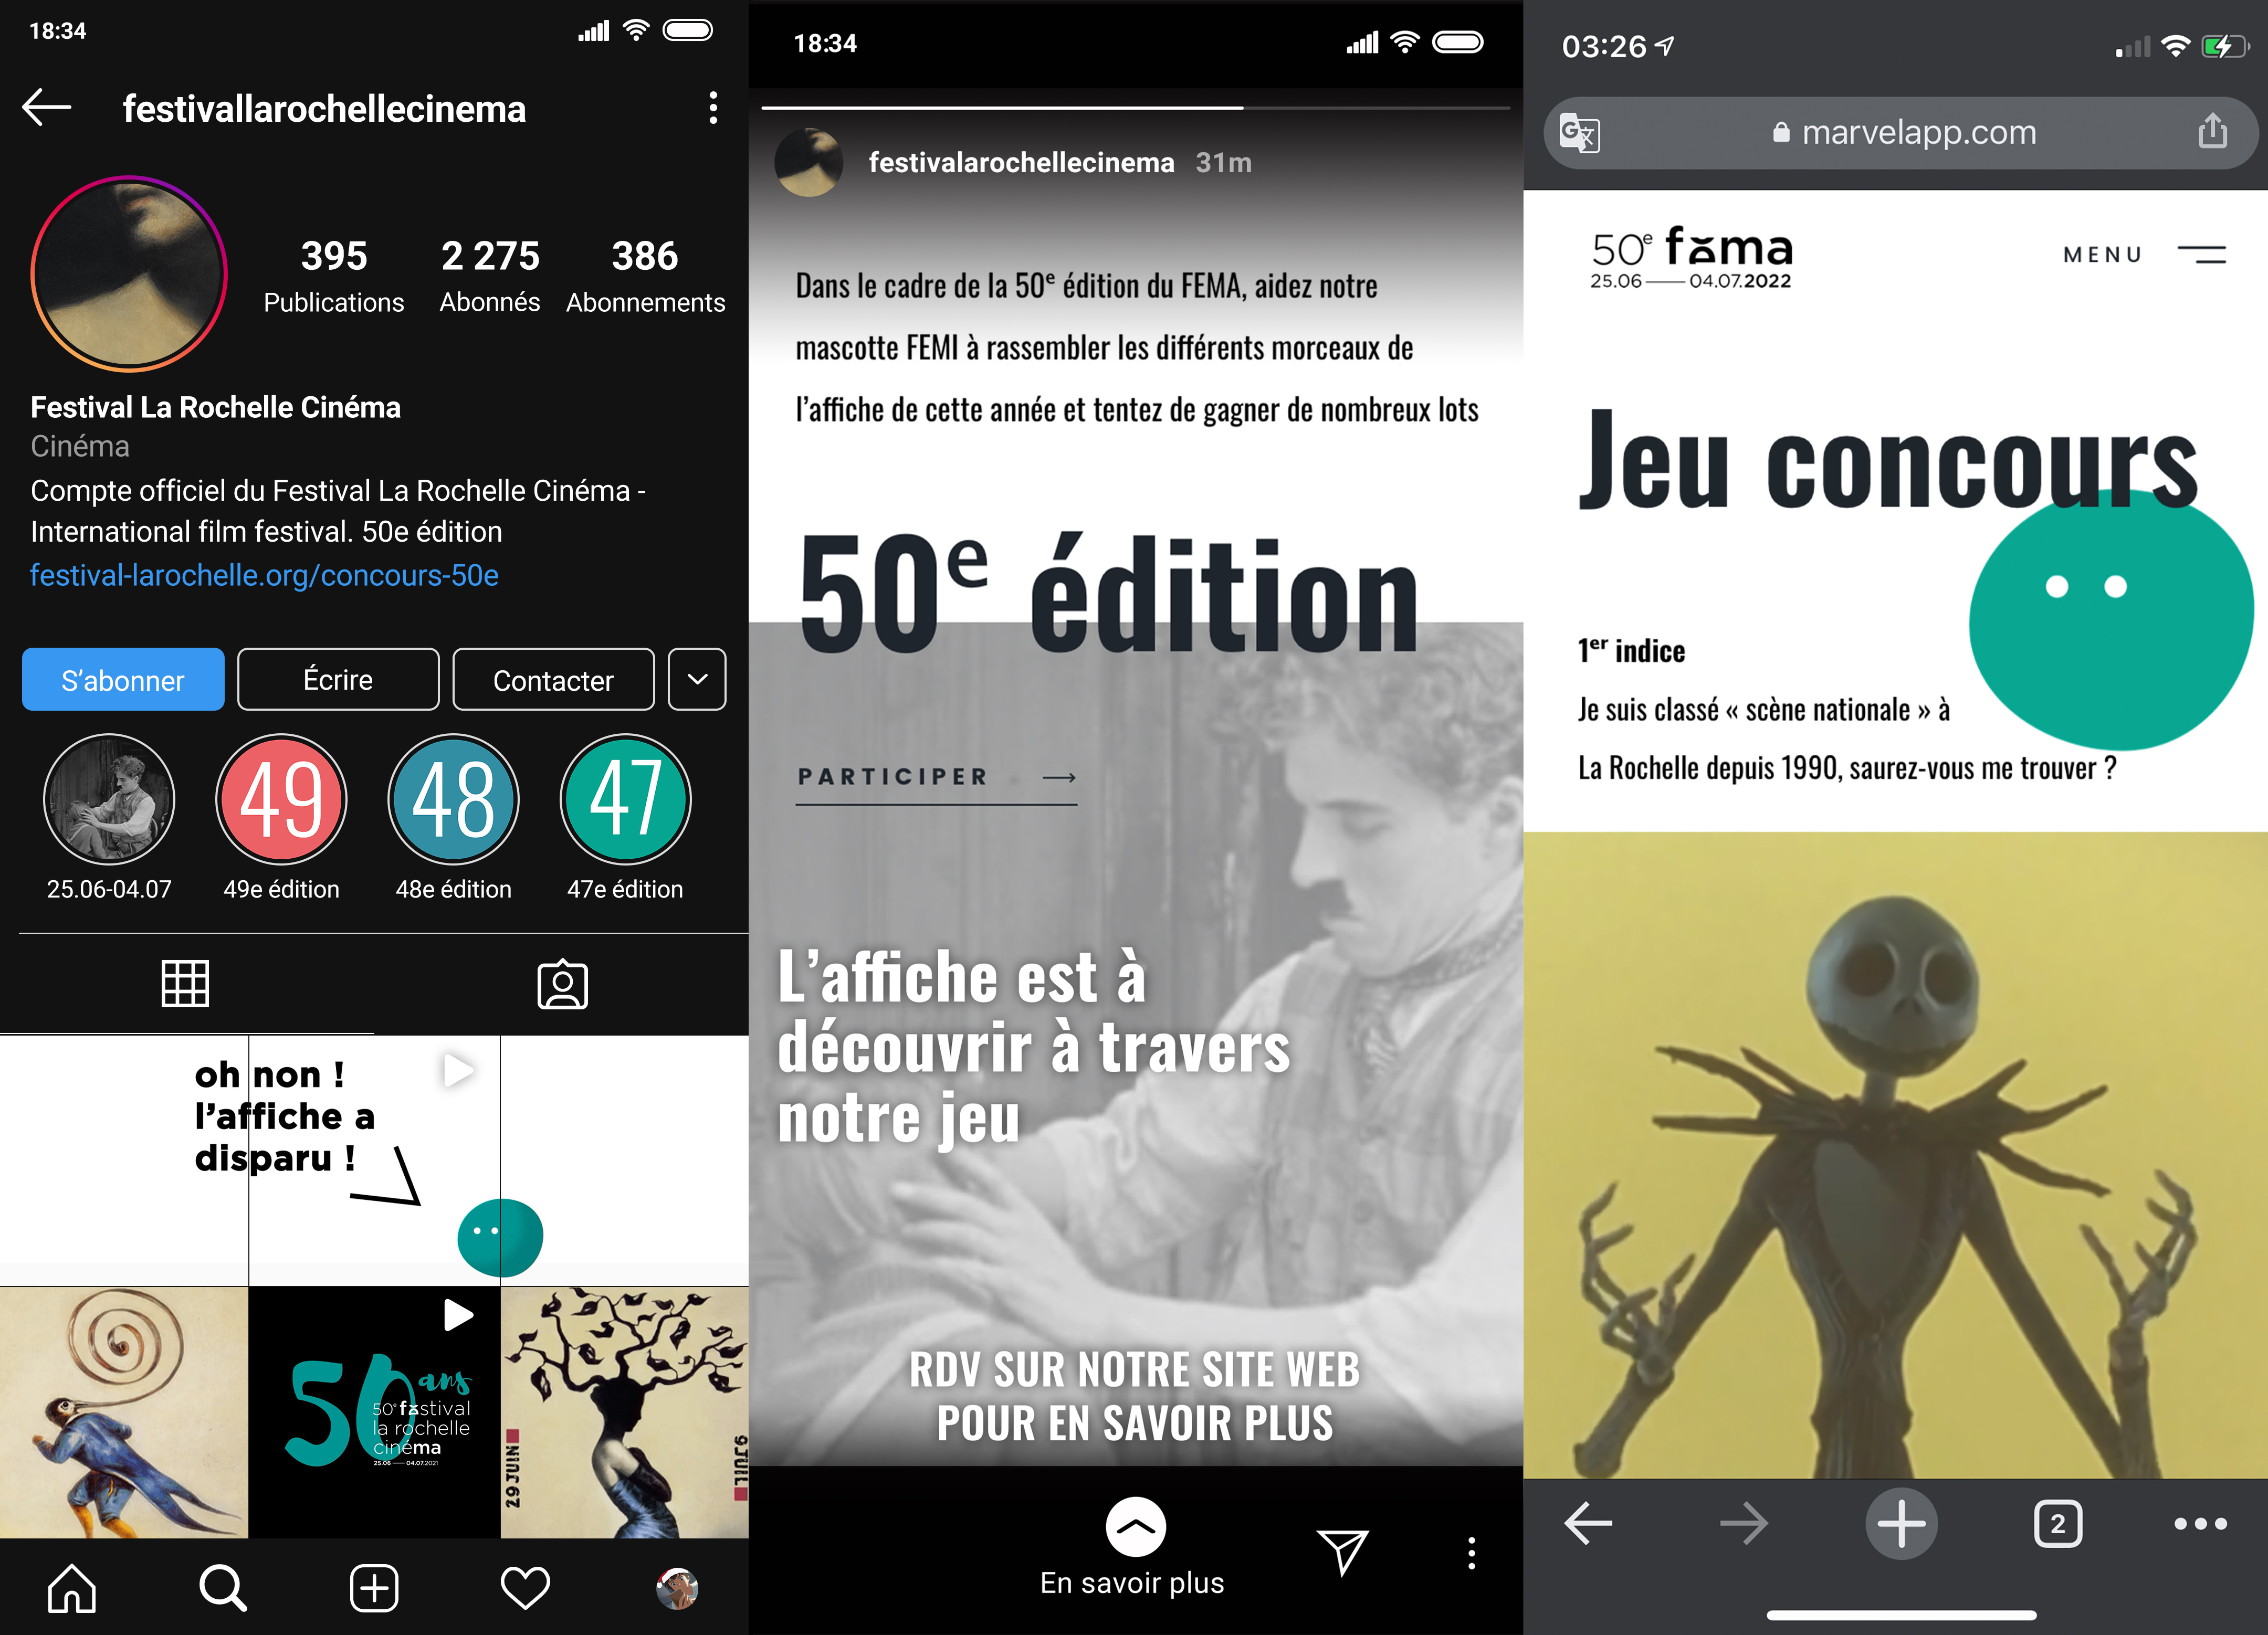 18:34
festivallarochellecinema
395
2 275
386
Publications
Abonnés
Abonnements
Festival La Rochelle Cinéma
Cinéma
Compte officiel du Festival La Rochelle Cinéma -
International film festival. 50e édition
festival-larochelle.org/concours-50e
S'abonner
Écrire
Contacter
49
48
47
25.06-04.07
49e édition
48e édition
47e édition
oh non !
l'affiche a
disparu !
50 ans
50e festival
la rochelle
cinéma
25.06 — 04.07.2021
29 JUIN
9 JUIL
18:34
festivalarochellecinema 31m
Dans le cadre de la 50e édition du FEMA, aidez notre
mascotte FEMI à rassembler les différents morceaux de
l'affiche de cette année et tentez de gagner de nombreux lots
50e édition
PARTICIPER
L'affiche est à
découvrir à travers
notre jeu
RDV SUR NOTRE SITE WEB
POUR EN SAVOIR PLUS
En savoir plus
03:26
marvelapp.com
50e fema
25.06 — 04.07.2022
MENU
Jeu concours
1er indice
Je suis classé « scène nationale » à
La Rochelle depuis 1990, saurez-vous me trouver ?
2